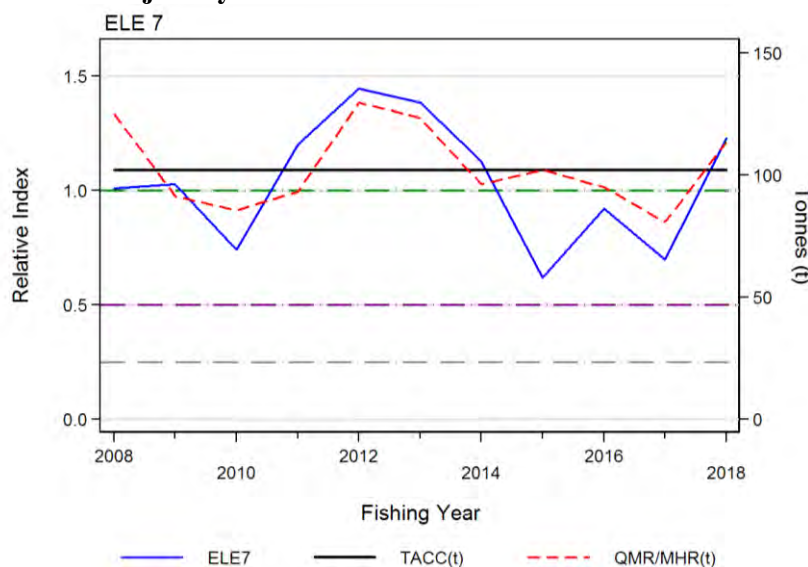 ELE 7
1.5
1.0
0.5
0.0
Relative Index
150
100
50
0
Tonnes (t)
2008
2010
2012
2014
2016
2018
Fishing Year
ELE7
TACC(t)
QMR/MHR(t)